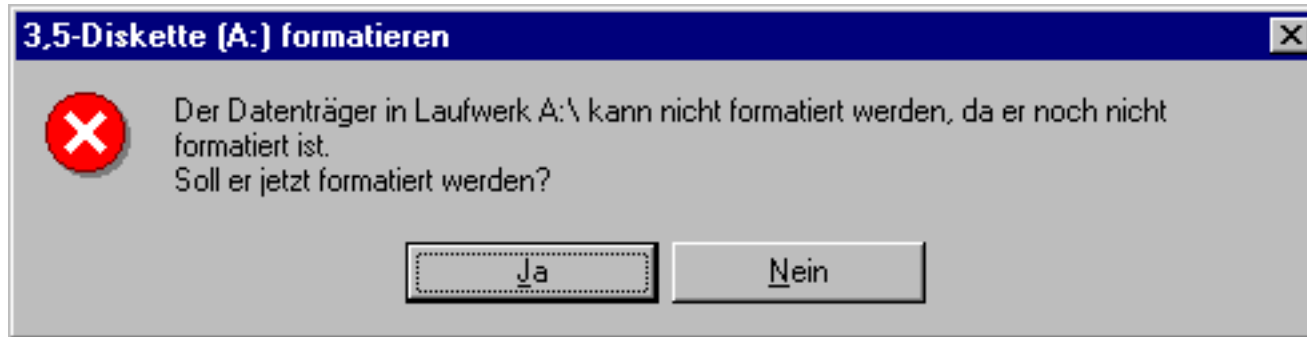 3,5-Diskette (A:) formatieren
Der Datenträger in Laufwerk A:\ kann nicht formatiert werden, da er noch nicht
formatiert ist.
Soll er jetzt formatiert werden?
Ja
Nein